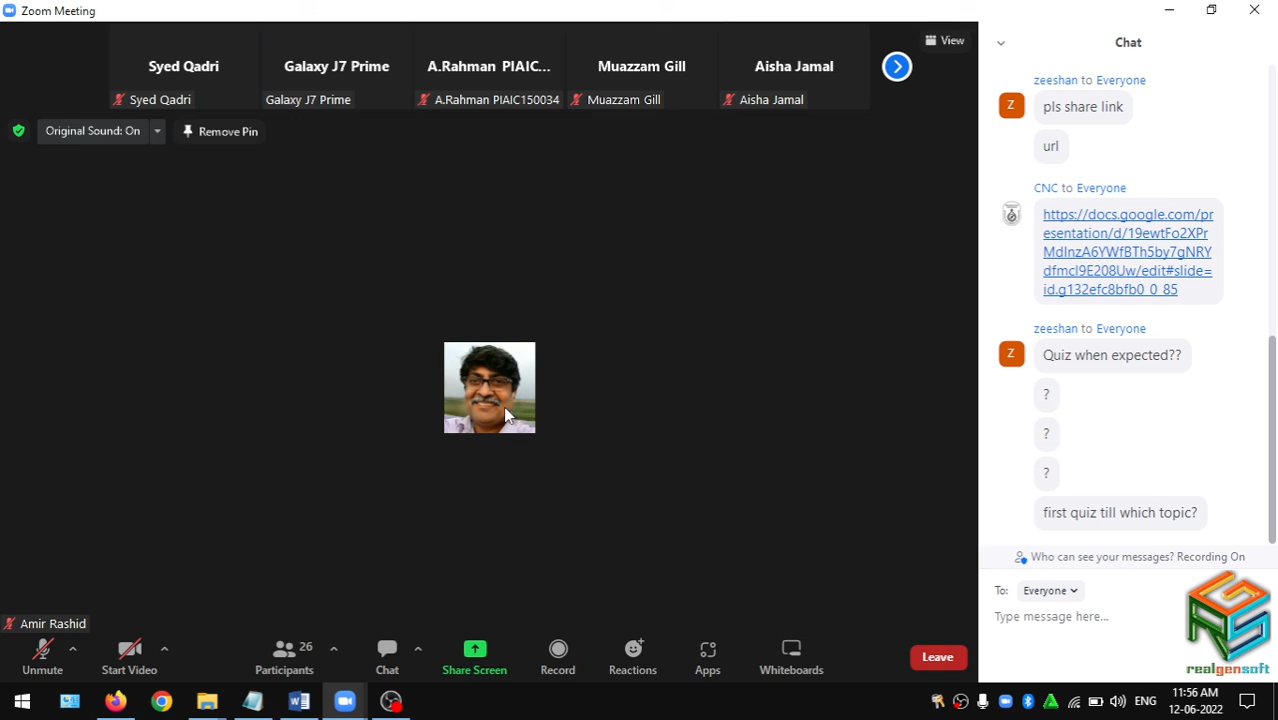 Zoom Meeting
Syed Qadri
Galaxy J7 Prime
A.Rahman PIAIC...
Muazzam Gill
Aisha Jamal
View
Syed Qadri
Galaxy J7 Prime
A.Rahman PIAIC150034
Muazzam Gill
Aisha Jamal
Original Sound: On
Remove Pin
Amir Rashid
Chat
zeeshan to Everyone
Z
pls share link
url
CNC to Everyone
https://docs.google.com/pr
esentation/d/19ewtFo2XPr
MdInzA6YWfBTh5by7gNRY
dfmcI9E208Uw/edit#slide=
id.g132efc8bfb0_0_85
zeeshan to Everyone
Z
Quiz when expected??
?
?
?
first quiz till which topic?
Who can see your messages? Recording On
To: Everyone
Type message here...
realgensoft
Unmute
Start Video
26
Participants
Chat
Share Screen
Record
Reactions
Apps
Whiteboards
Leave
ENG
11:56 AM
12-06-2022